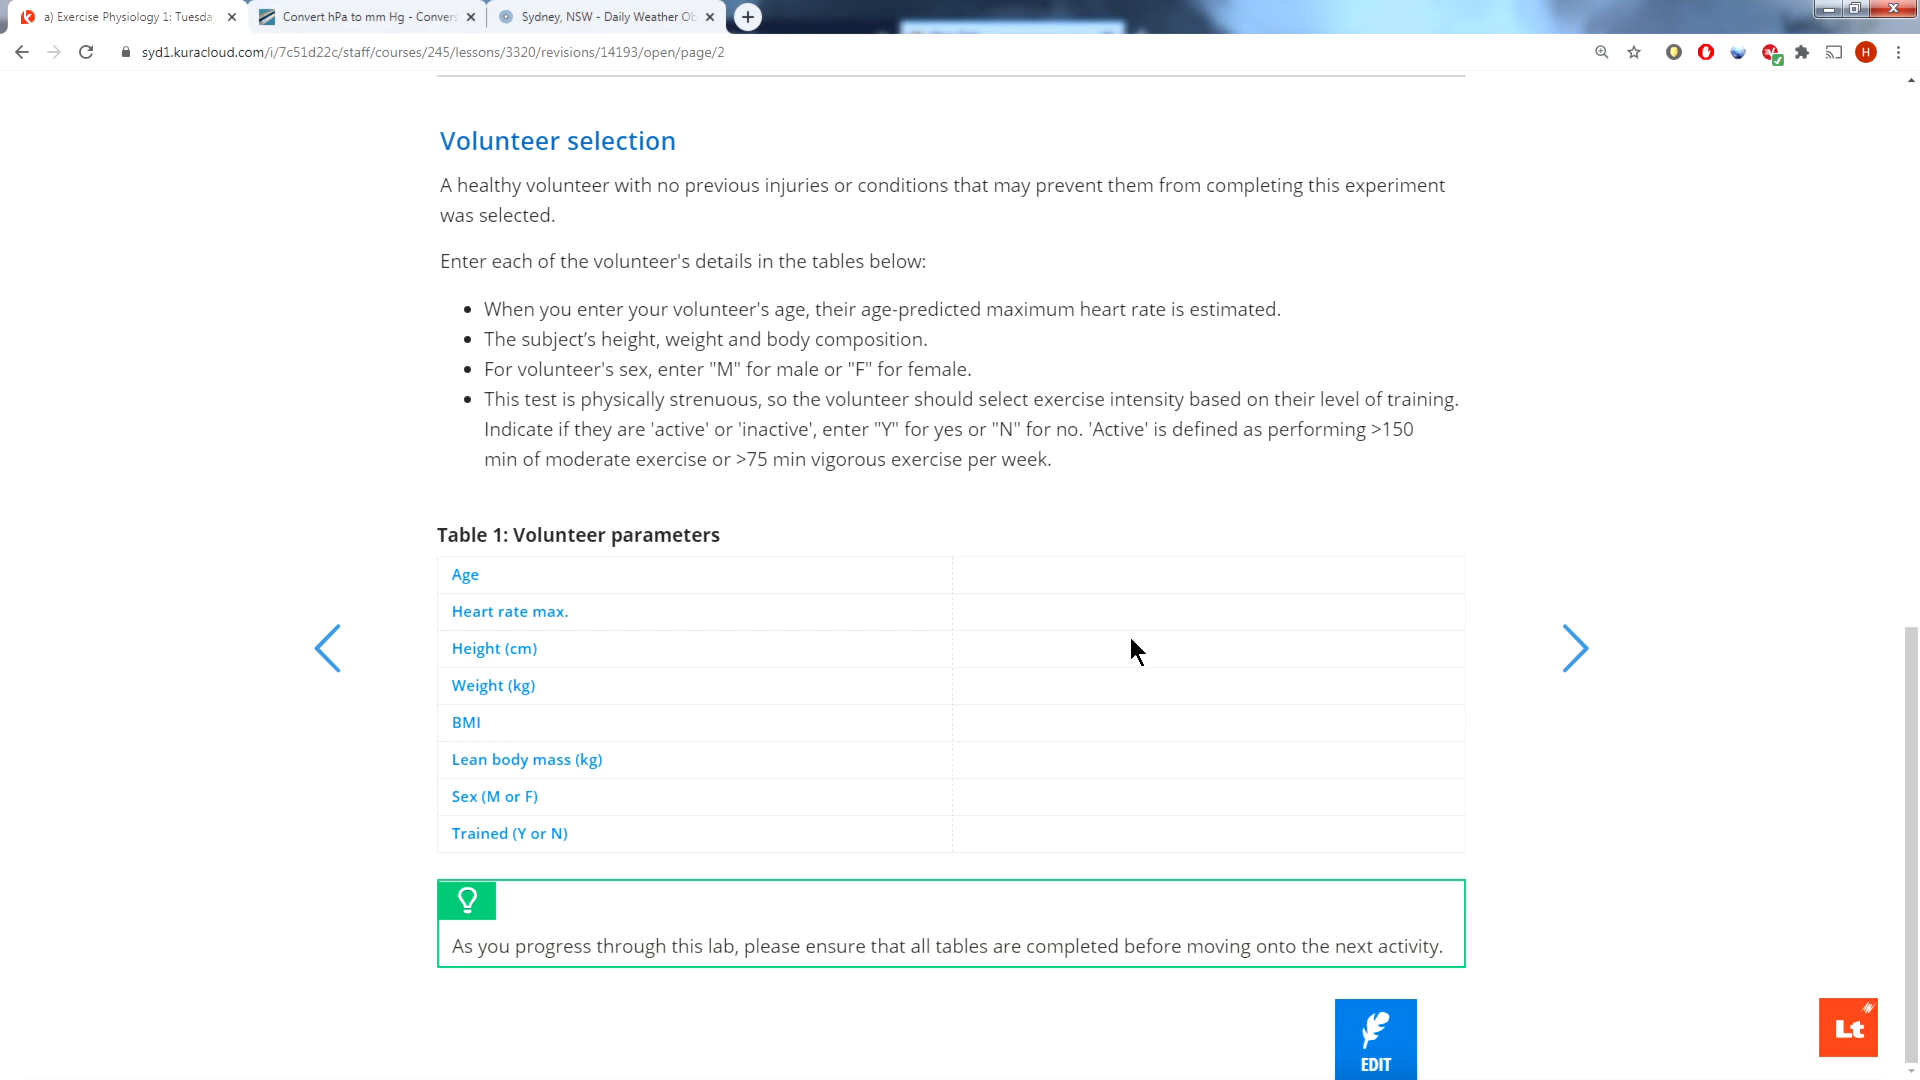 a) Exercise Physiology 1: Tuesda
Convert hPa to mm Hg - Convers
Sydney, NSW - Daily Weather Ob
syd1.kuracloud.com/i/7c51d22c/staff/courses/245/lessons/3320/revisions/14193/open/page/2
H
Volunteer selection
A healthy volunteer with no previous injuries or conditions that may prevent them from completing this experiment
was selected.
Enter each of the volunteer's details in the tables below:
• When you enter your volunteer's age, their age-predicted maximum heart rate is estimated.
• The subject’s height, weight and body composition.
• For volunteer's sex, enter "M" for male or "F" for female.
• This test is physically strenuous, so the volunteer should select exercise intensity based on their level of training.
Indicate if they are 'active' or 'inactive', enter "Y" for yes or "N" for no. 'Active' is defined as performing >150
min of moderate exercise or >75 min vigorous exercise per week.
Table 1: Volunteer parameters
Age
Heart rate max.
Height (cm)
Weight (kg)
BMI
Lean body mass (kg)
Sex (M or F)
Trained (Y or N)
As you progress through this lab, please ensure that all tables are completed before moving onto the next activity.
EDIT
Lt